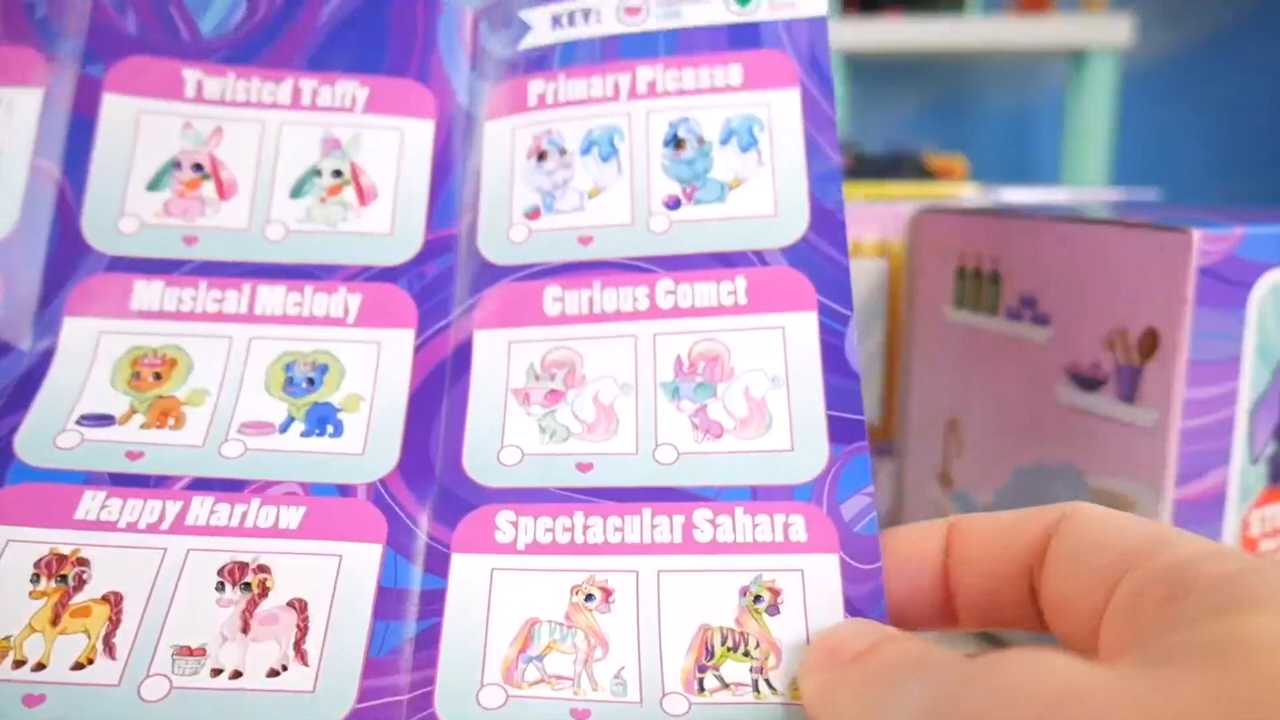 KEY:
Twisted Taffy
Primary Picasso
Musical Melody
Curious Comet
Happy Harlow
Spectacular Sahara